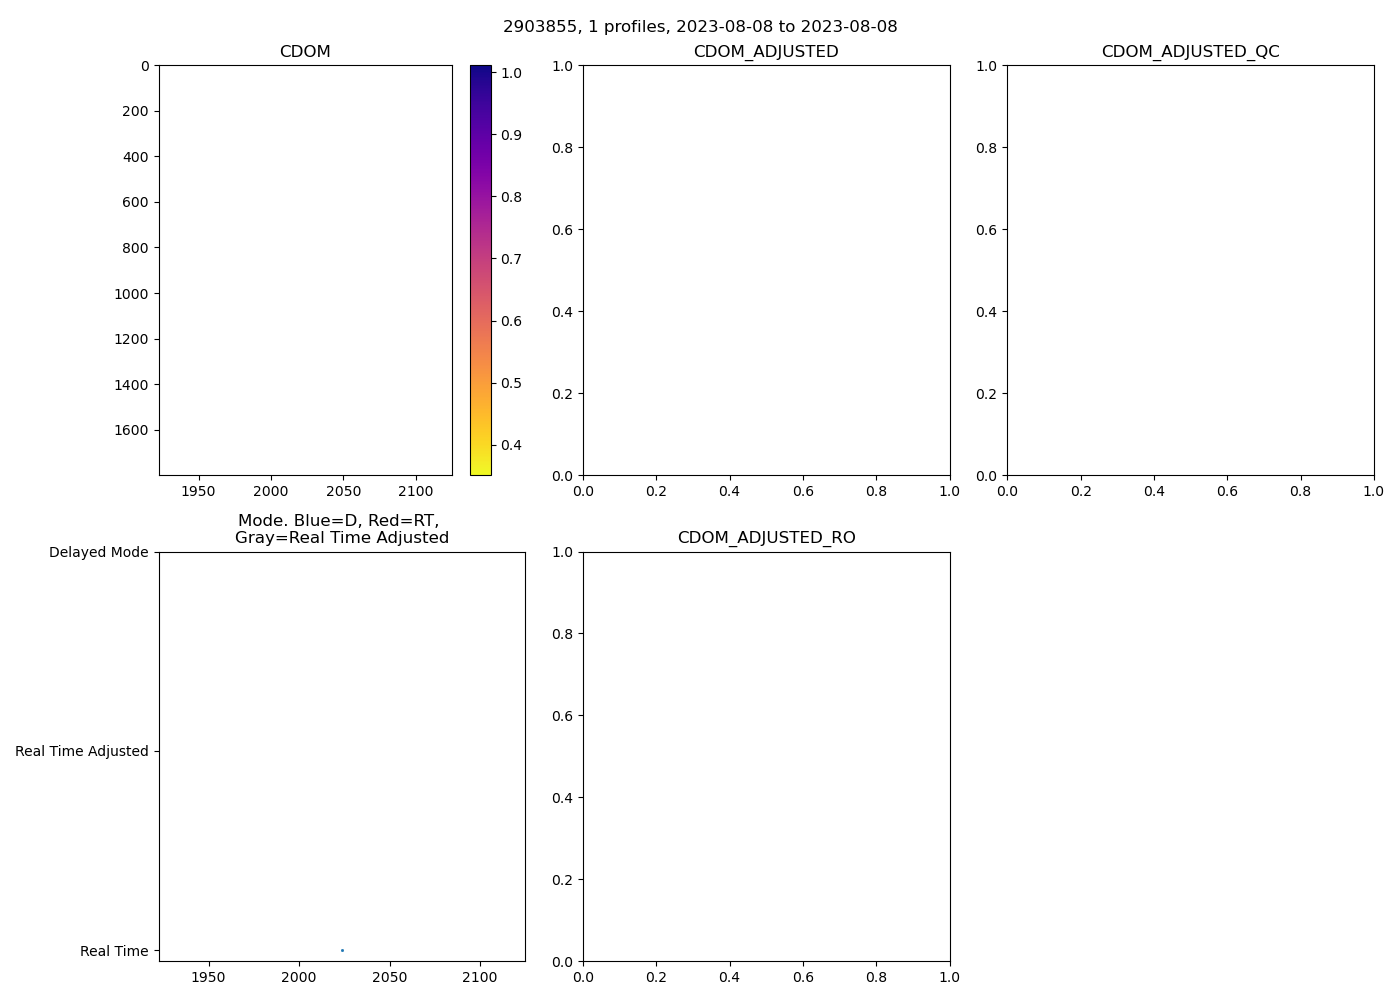 2903855, 1 profiles, 2023-08-08 to 2023-08-08
CDOM
0
200
400
600
800
1000
1200
1400
1600
1950 2000 2050 2100
1.0
0.9
0.8
0.7
0.6
0.5
0.4
CDOM_ADJUSTED
1.0
0.8
0.6
0.4
0.2
0.0
0.0 0.2 0.4 0.6 0.8 1.0
CDOM_ADJUSTED_QC
1.0
0.8
0.6
0.4
0.2
0.0
0.0 0.2 0.4 0.6 0.8 1.0
Mode. Blue=D, Red=RT,
Gray=Real Time Adjusted
Delayed Mode
Real Time Adjusted
Real Time
1950 2000 2050 2100
CDOM_ADJUSTED_RO
1.0
0.8
0.6
0.4
0.2
0.0
0.0 0.2 0.4 0.6 0.8 1.0